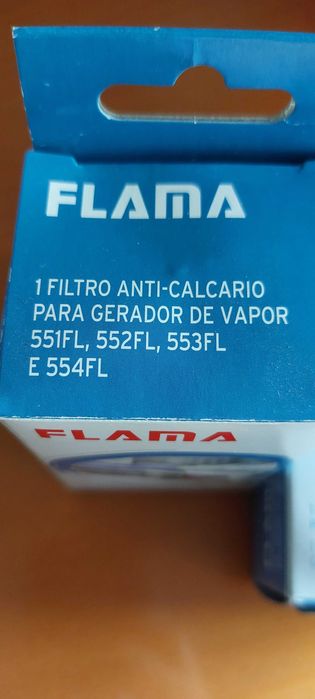 FLAMA
1 FILTRO ANTI-CALCARIO
PARA GERADOR DE VAPOR
551FL, 552FL, 553FL
E 554FL
FLAMA